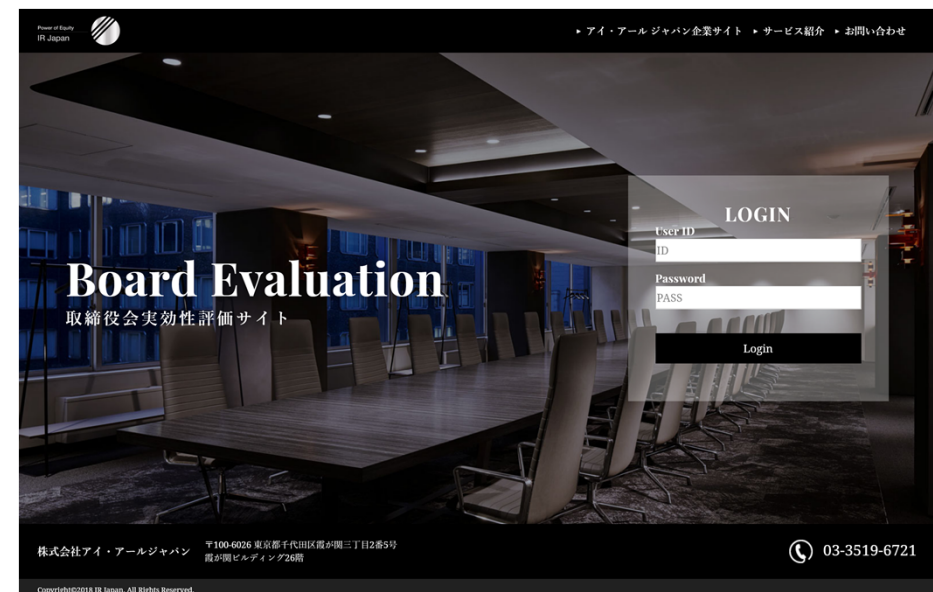 Power of Equity
IR Japan
▸ アイ・アール ジャパン企業サイト ▸ サービス紹介 ▸ お問い合わせ
LOGIN
User ID
ID
Password
PASS
Login
Board Evaluation
取締役会実効性評価サイト
株式会社アイ・アールジャパン
〒100-6026 東京都千代田区霞が関三丁目2番5号
霞が関ビルディング26階
03-3519-6721
Copyright©2018 IR Japan. All Rights Reserved.